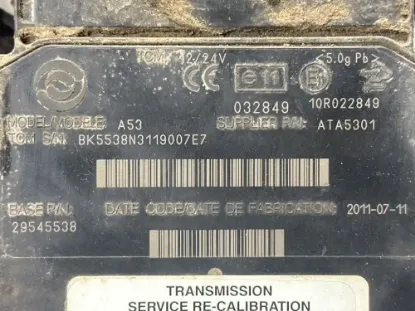 TCM 12/24V <5.0g Pb>
e11 E
032849 10R022849
MODEL/MODELE A53 SUPPLIER P/N: ATA5301
TCM S/N: BK5538N3119007E7
BASE P/N: DATE CODE/DATE DE FABRICATION: 2011-07-11
29545538
TRANSMISSION
SERVICE RE-CALIBRATION